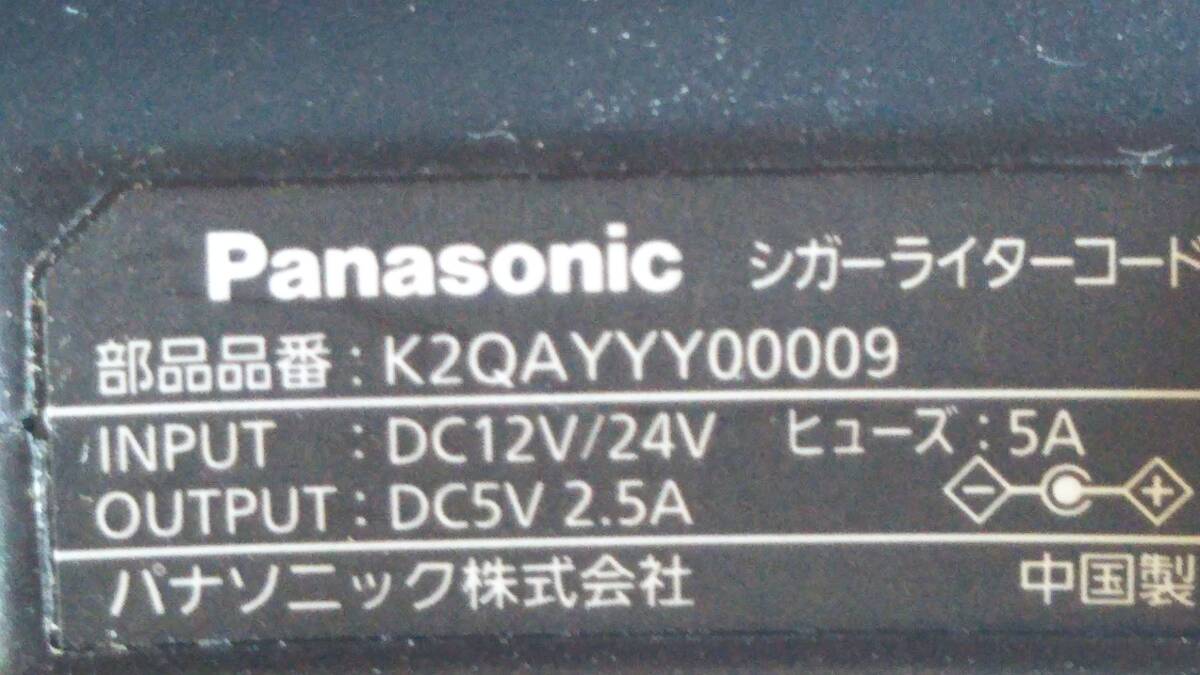 Panasonic シガーライターコード
部品品番：K2QAYYY00009
INPUT ：DC12V/24V ヒューズ：5A
OUTPUT：DC5V 2.5A
パナソニック株式会社 中国製